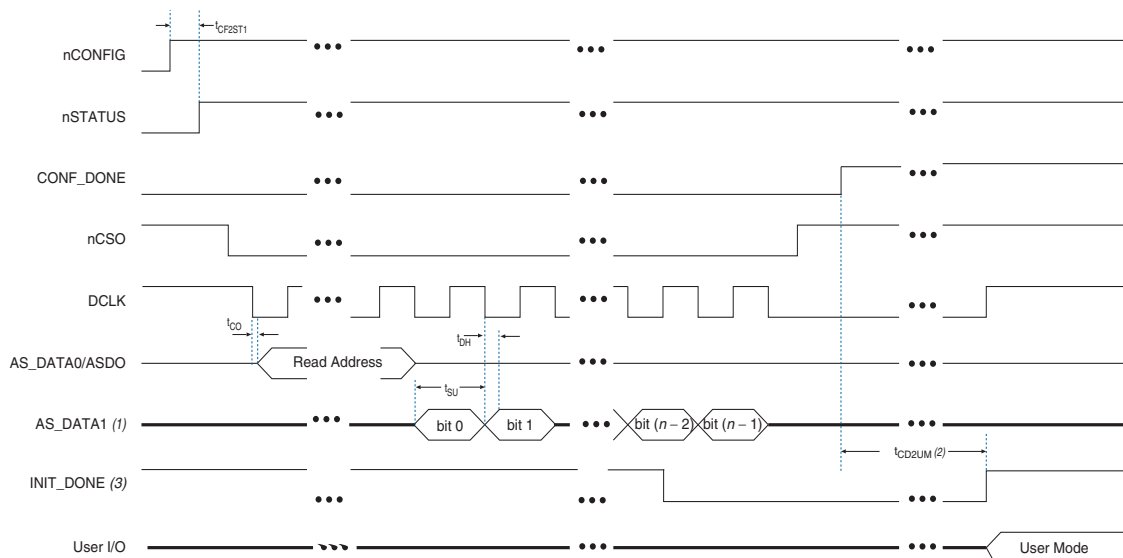 tCF2ST1
nCONFIG
nSTATUS
CONF_DONE
nCSO
DCLK
tCO
tDH
AS_DATA0/ASDO
Read Address
tSU
AS_DATA1 (1)
bit 0
bit 1
bit (n − 2)
bit (n − 1)
tCD2UM (2)
INIT_DONE (3)
User I/O
User Mode